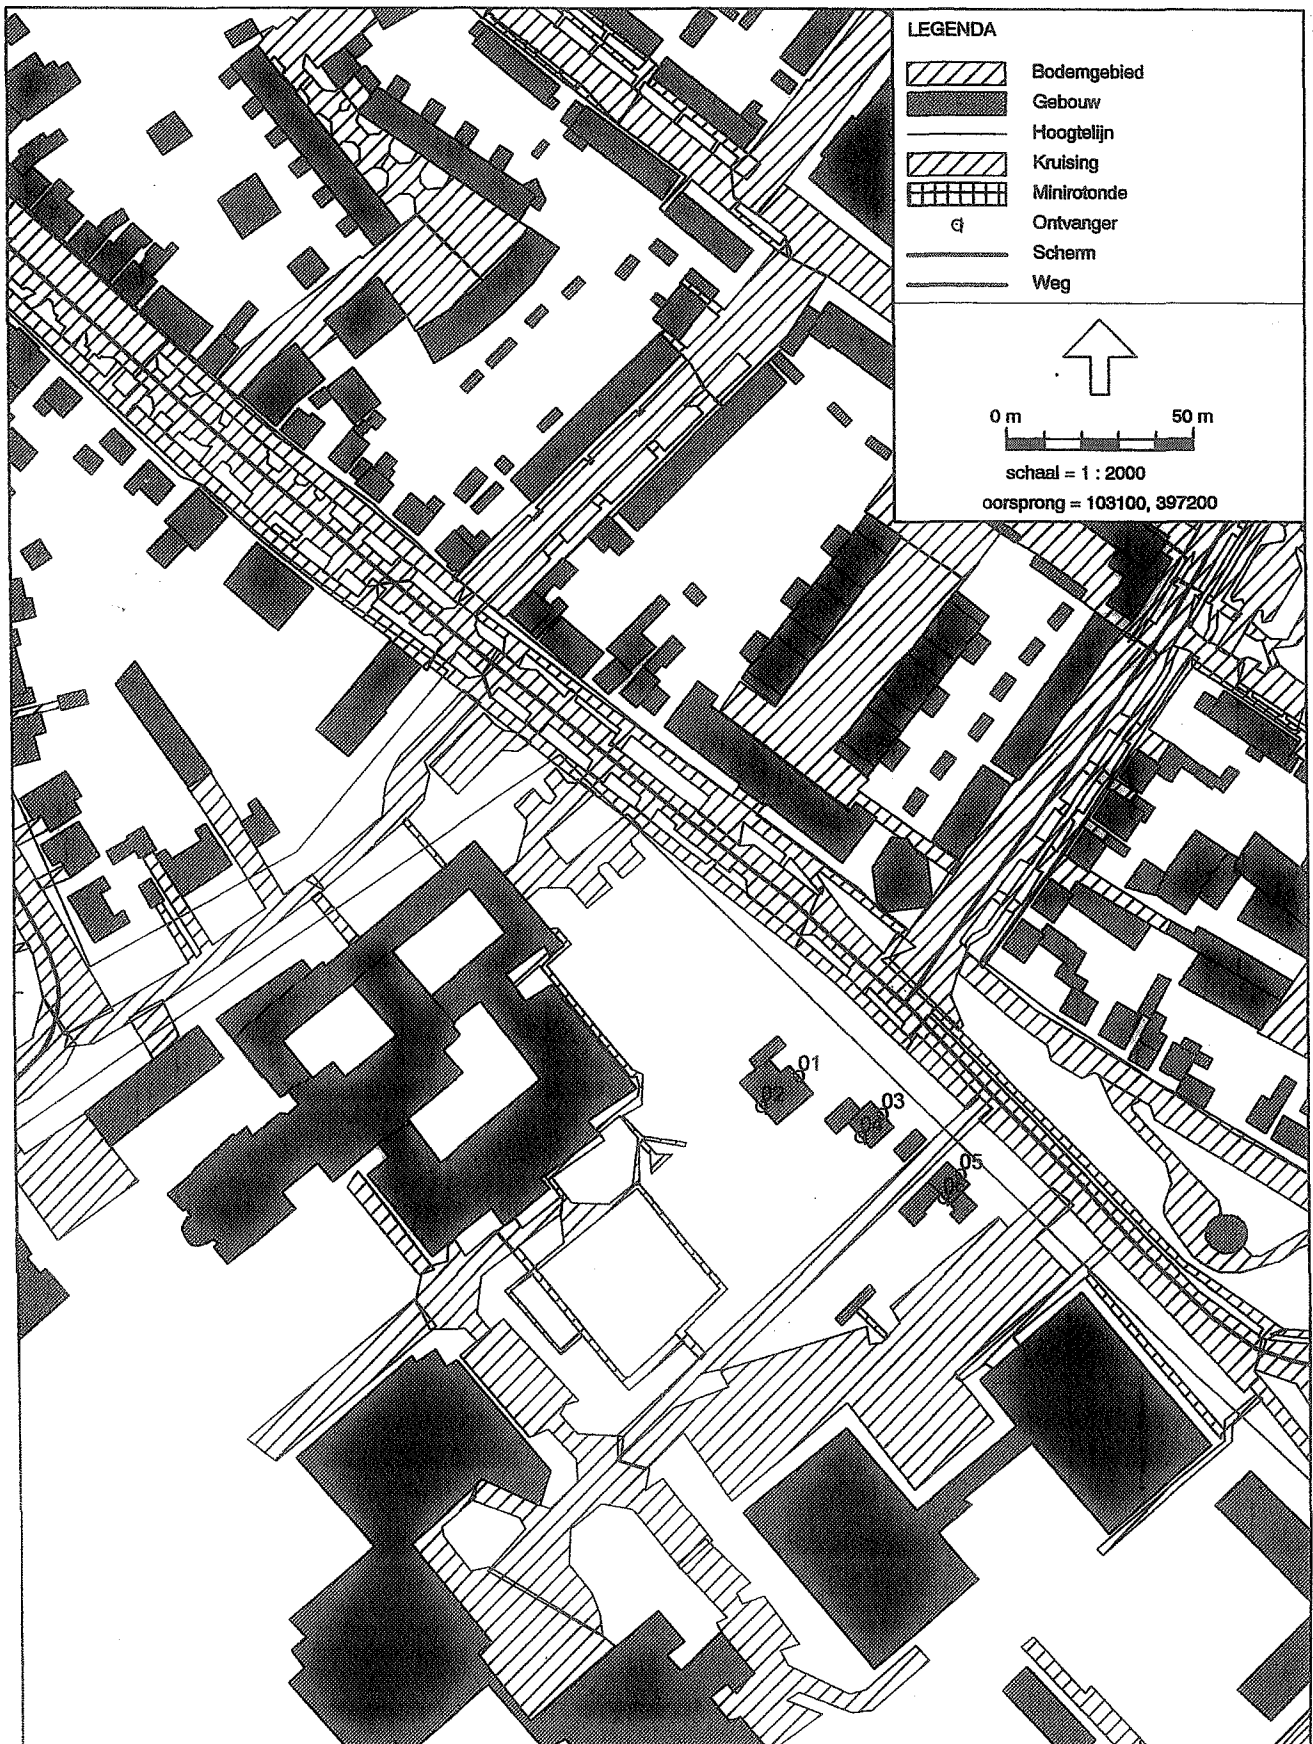 LEGENDA
Bodemgebied
Gebouw
Hoogtelijn
Kruising
Minirotonde
Ontvanger
Scherm
Weg
0 m 50 m
schaal = 1 : 2000
oorsprong = 103100, 397200
01
02
03
05